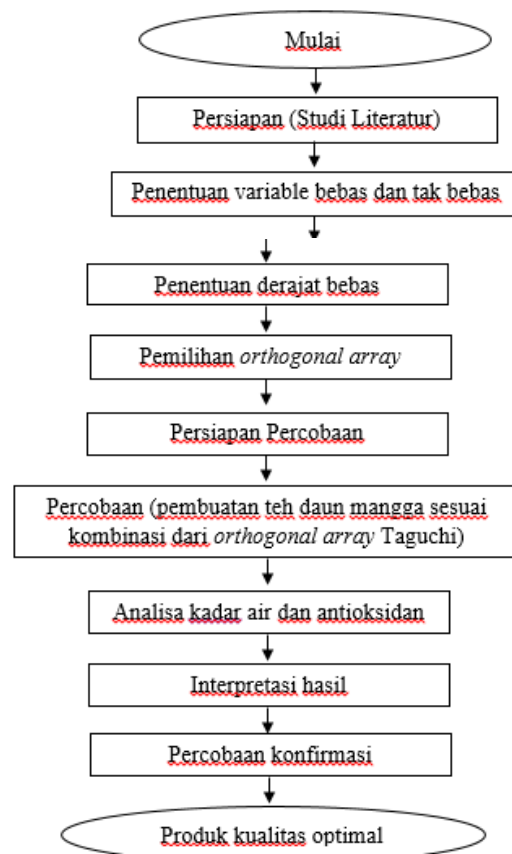 Mulai
Persiapan (Studi Literatur)
Penentuan variable bebas dan tak bebas
Penentuan derajat bebas
Pemilihan orthogonal array
Persiapan Percobaan
Percobaan (pembuatan teh daun mangga sesuai
kombinasi dari orthogonal array Taguchi)
Analisa kadar air dan antioksidan
Interpretasi hasil
Percobaan konfirmasi
Produk kualitas optimal